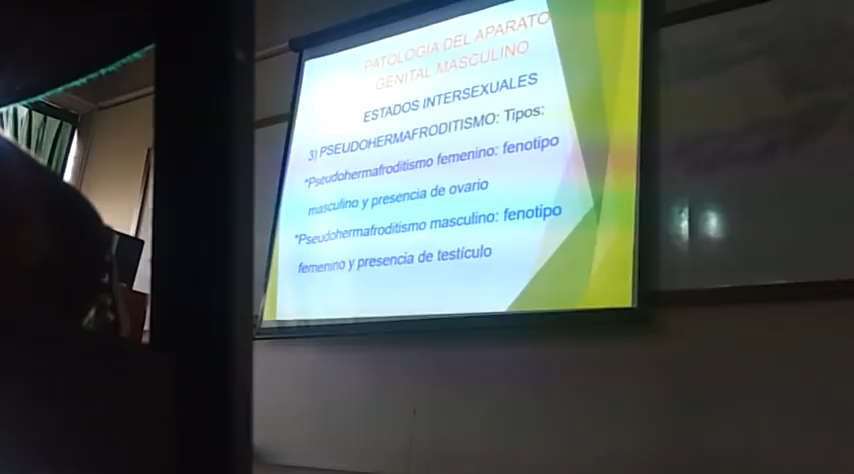 PATOLOGIA DEL APARATO
GENITAL MASCULINO
ESTADOS INTERSEXUALES
3) PSEUDOHERMAFRODITISMO: Tipos:
*Pseudohermafroditismo femenino: fenotipo
masculino y presencia de ovario
*Pseudohermafroditismo masculino: fenotipo
femenino y presencia de testículo